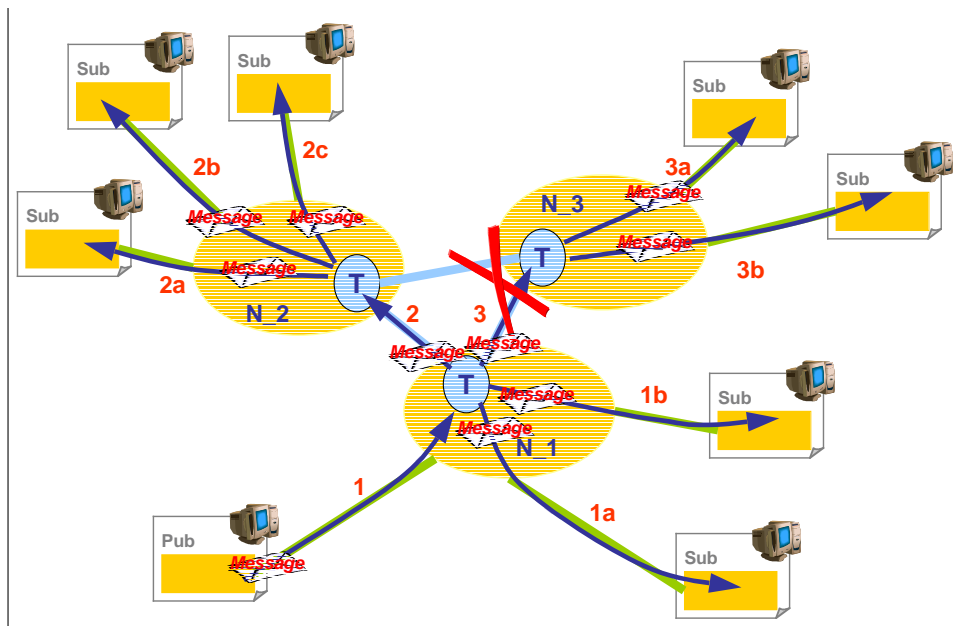 Sub
Sub
2b
2c
Sub
3a
Sub
Message
Message
N_3
Message
Sub
Message
Message
3b
2a
T
T
N_2
2
3
Message
Message
T
Message
1b
Sub
Message
N_1
1
1a
Pub
Message
Sub